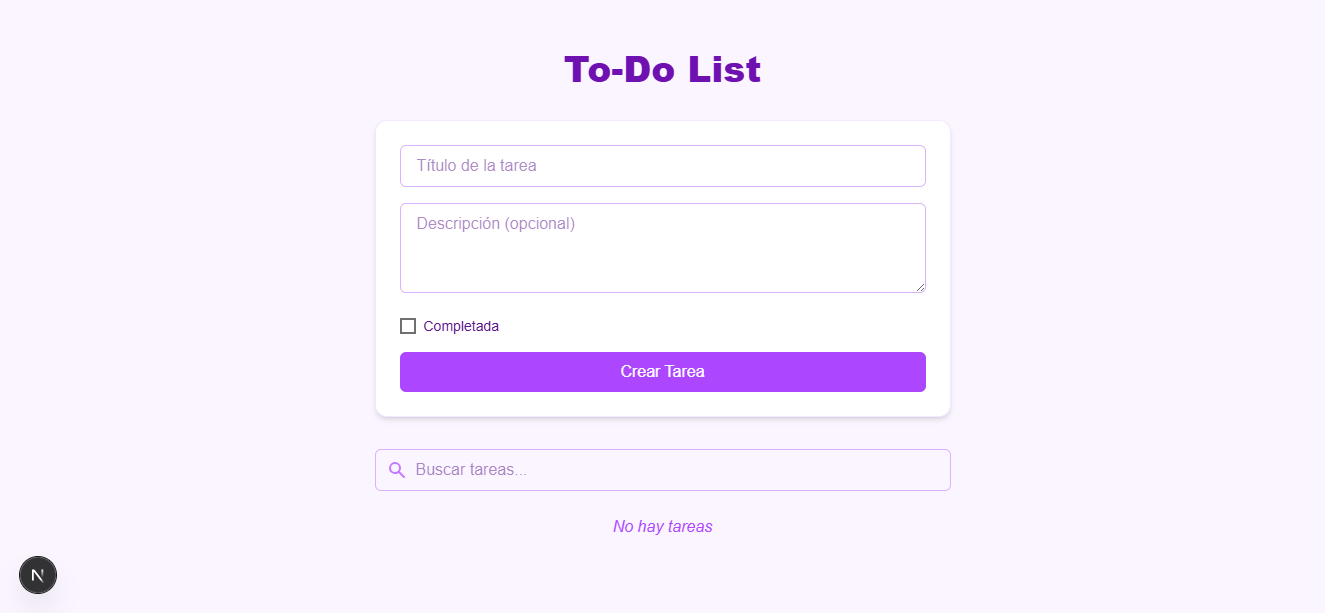 To-Do List
Título de la tarea
Descripción (opcional)
Completada
Crear Tarea
Buscar tareas...
No hay tareas
N